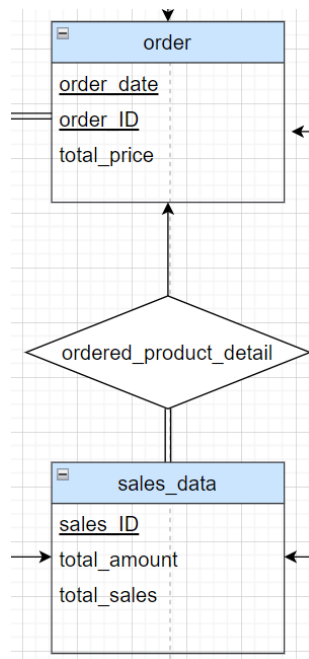 order
order_date
order_ID
total_price
ordered_product_detail
sales_data
sales_ID
total_amount
total_sales